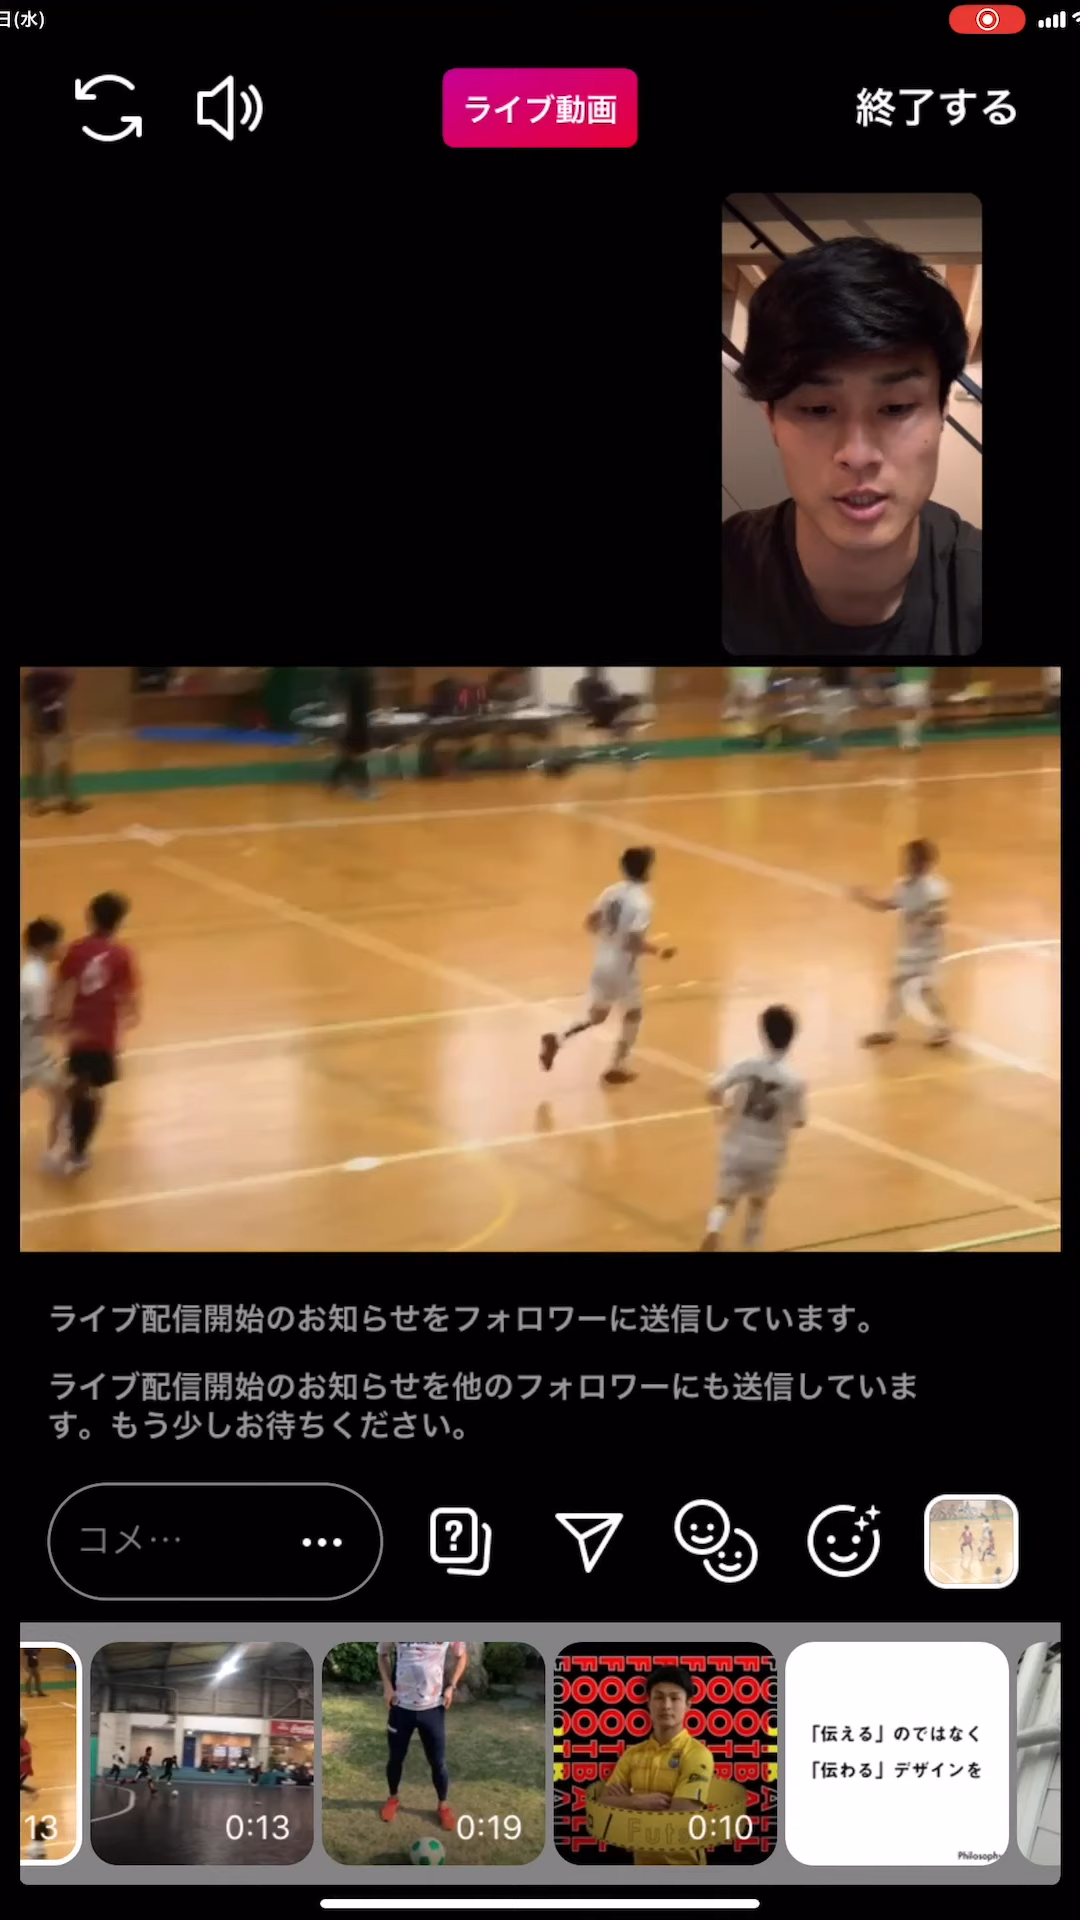 日(水)
ライブ動画
終了する
ライブ配信開始のお知らせをフォロワーに送信しています。
ライブ配信開始のお知らせを他のフォロワーにも送信していま
す。もう少しお待ちください。
コメ…
13
0:13
0:19
0:10
「伝える」のではなく
「伝わる」デザインを
Philosophy